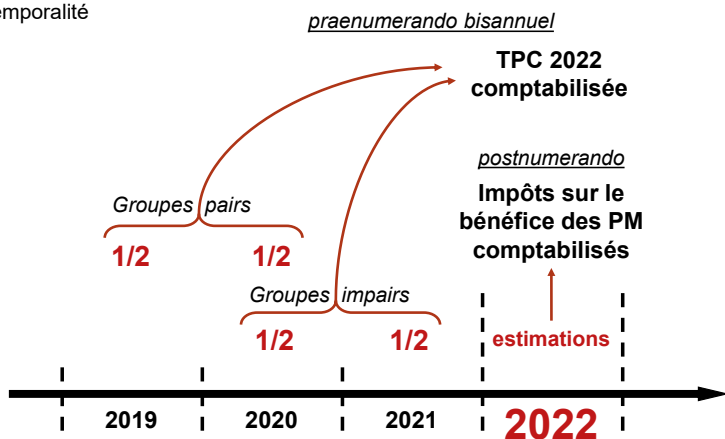 emporalité
praenumerando bisannuel
TPC 2022
comptabilisée
postnumerando
Impôts sur le
bénéfice des PM
comptabilisés
Groupes pairs
1/2 1/2
Groupes impairs
1/2 1/2
estimations
2019 2020 2021 2022